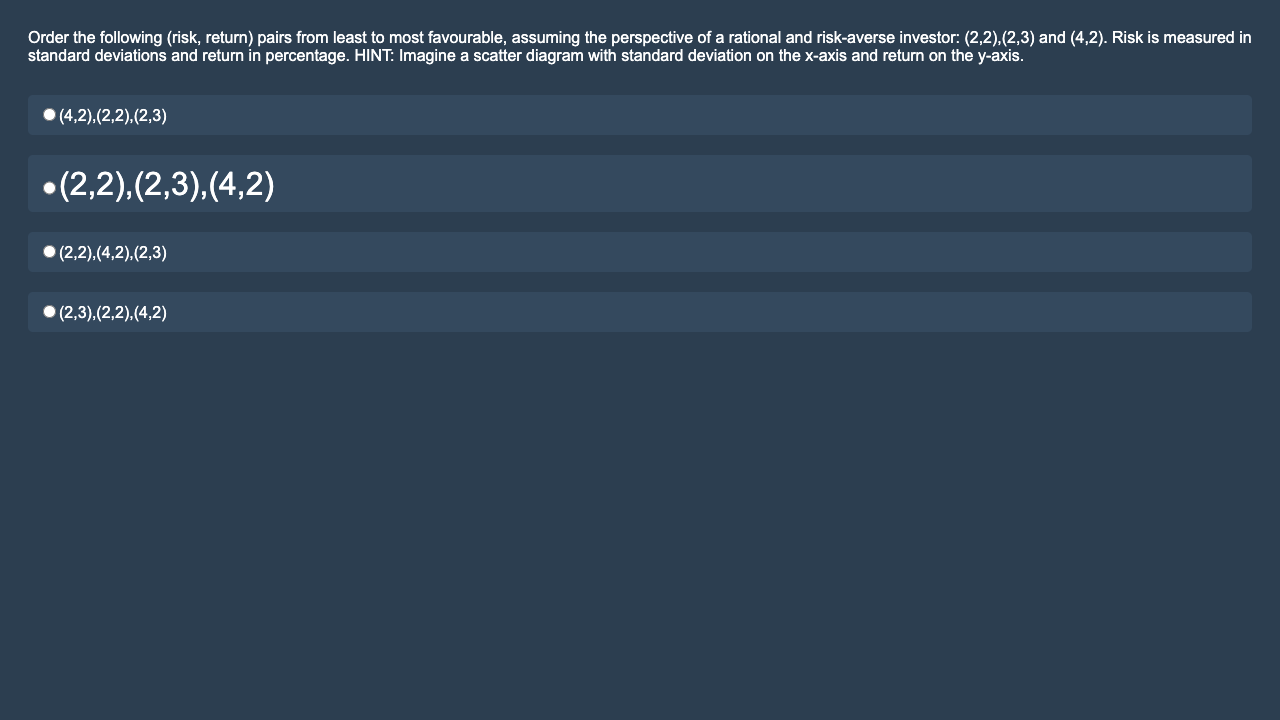 Order the following (risk, return) pairs from least to most favourable, assuming the perspective of a rational and risk-averse investor: (2,2),(2,3) and (4,2). Risk is measured in
standard deviations and return in percentage. HINT: Imagine a scatter diagram with standard deviation on the x-axis and return on the y-axis.
(4,2),(2,2),(2,3)
(2,2),(2,3),(4,2)
(2,2),(4,2),(2,3)
(2,3),(2,2),(4,2)